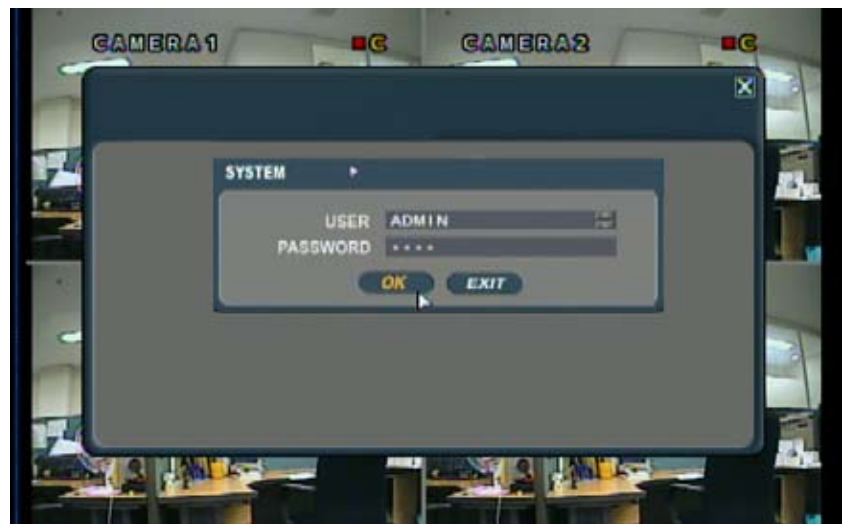 CAMERA1 C CAMERA2 C
SYSTEM
USER ADMIN
PASSWORD ****
OK EXIT